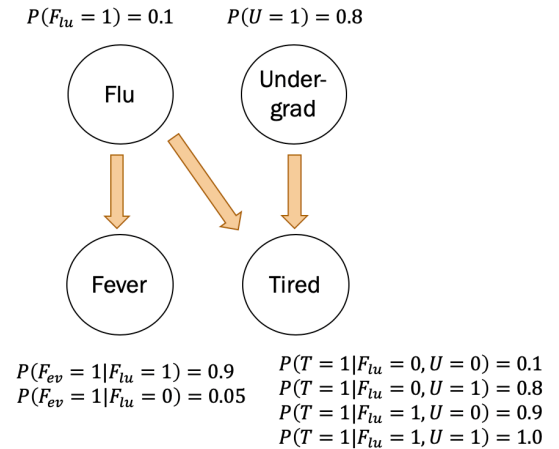 P(F_lu = 1) = 0.1
P(U = 1) = 0.8
Flu
Under-
grad
Fever
Tired
P(F_ev = 1|F_lu = 1) = 0.9
P(F_ev = 1|F_lu = 0) = 0.05
P(T = 1|F_lu = 0, U = 0) = 0.1
P(T = 1|F_lu = 0, U = 1) = 0.8
P(T = 1|F_lu = 1, U = 0) = 0.9
P(T = 1|F_lu = 1, U = 1) = 1.0